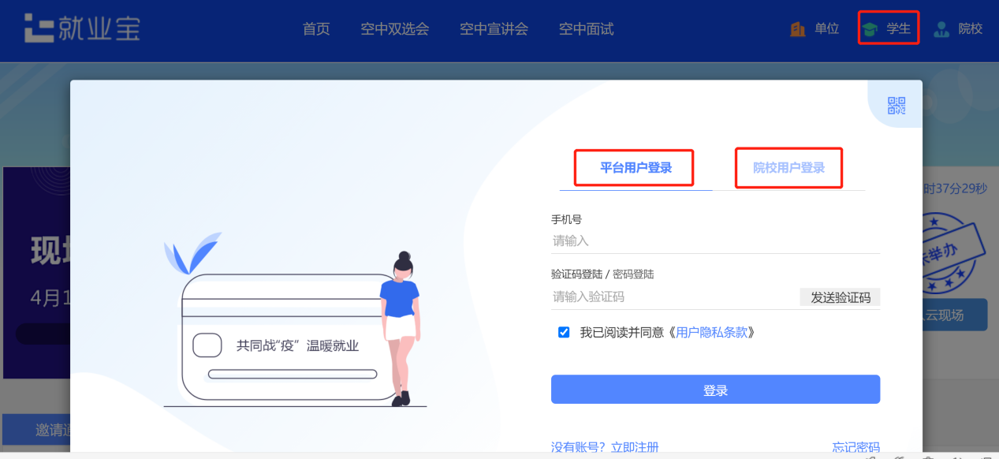 就业宝
首页 空中双选会 空中宣讲会 空中面试 单位 学生 院校
平台用户登录 院校用户登录
时37分29秒
手机号
请输入
现
举办
验证码登陆 / 密码登陆
4月1
请输入验证码 发送验证码
云现场
我已阅读并同意《用户隐私条款》
共同战“疫” 温暖就业
登录
邀请
没有账号？立即注册 忘记密码